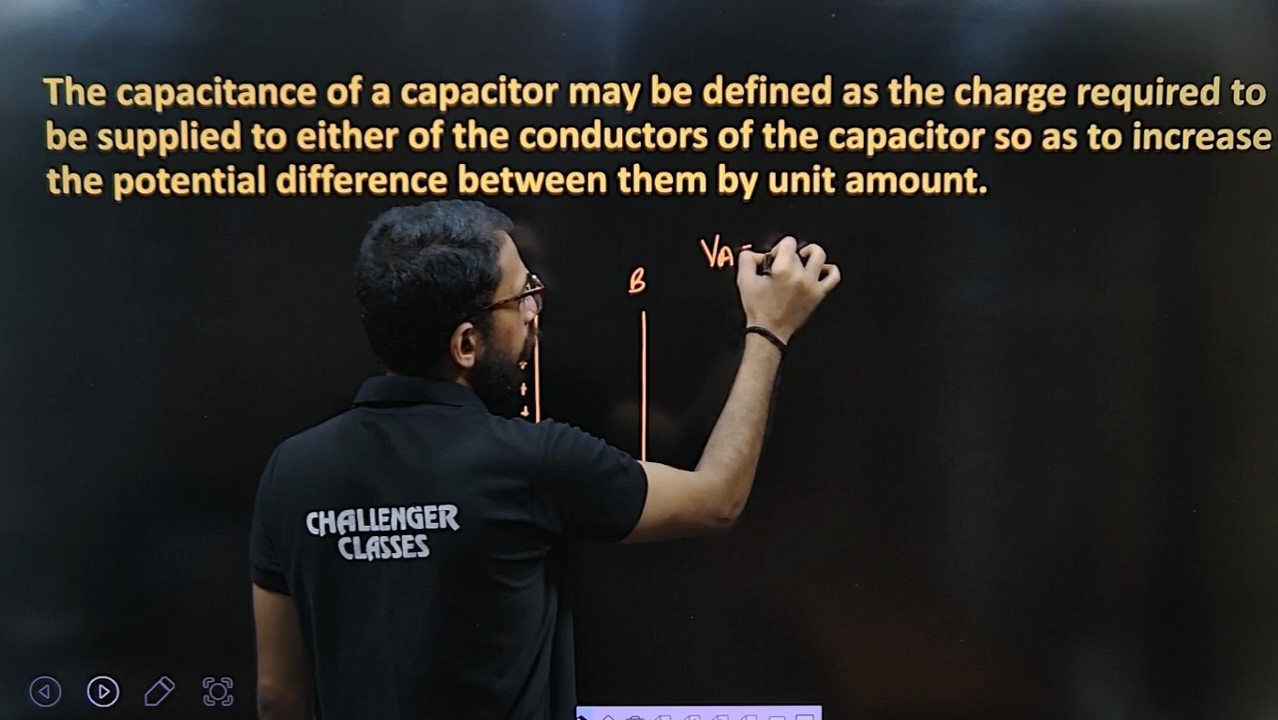 The capacitance of a capacitor may be defined as the charge required to
be supplied to either of the conductors of the capacitor so as to increase
the potential difference between them by unit amount.
B
VA =
+
+
+
CHALLENGER
CLASSES